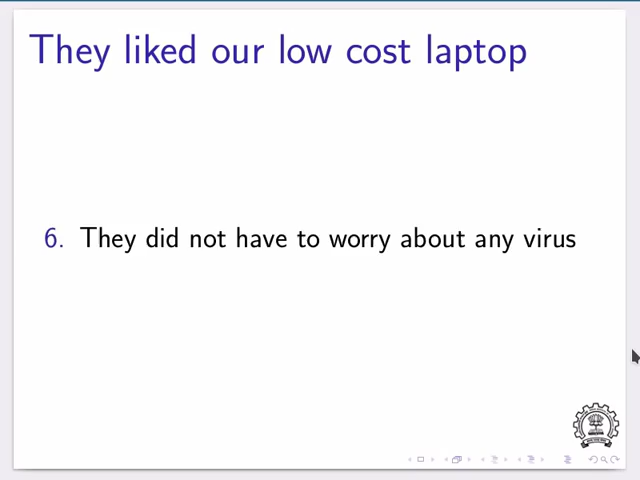 They liked our low cost laptop
6. They did not have to worry about any virus